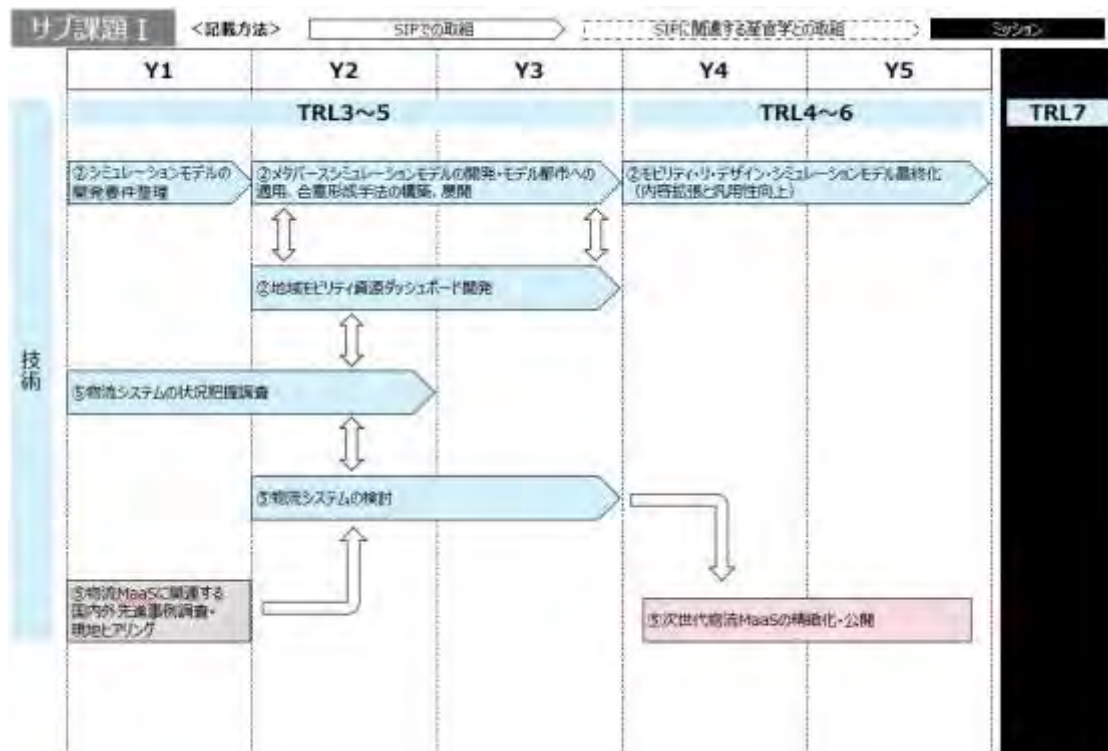 サブ課題Ⅰ
<記載方法>
SIPでの取組
SIPに関連する産官学との取組
ミッション
Y1
Y2
Y3
Y4
Y5
TRL3～5
TRL4～6
TRL7
技術
②シミュレーションモデルの
開発要件整理
②メタバースシミュレーションモデルの開発・モデル都市への
適用、合意形成手法の構築、展開
②モビリティ・リ・デザイン・シミュレーションモデル最終化
（内容拡張と汎用性向上）
②地域モビリティ資源ダッシュボード開発
⑤物流システムの状況把握調査
⑤物流システムの検討
⑤物流MaaSに関連する
国内外先進事例調査・
現地ヒアリング
⑤次世代物流MaaSの精緻化・公開